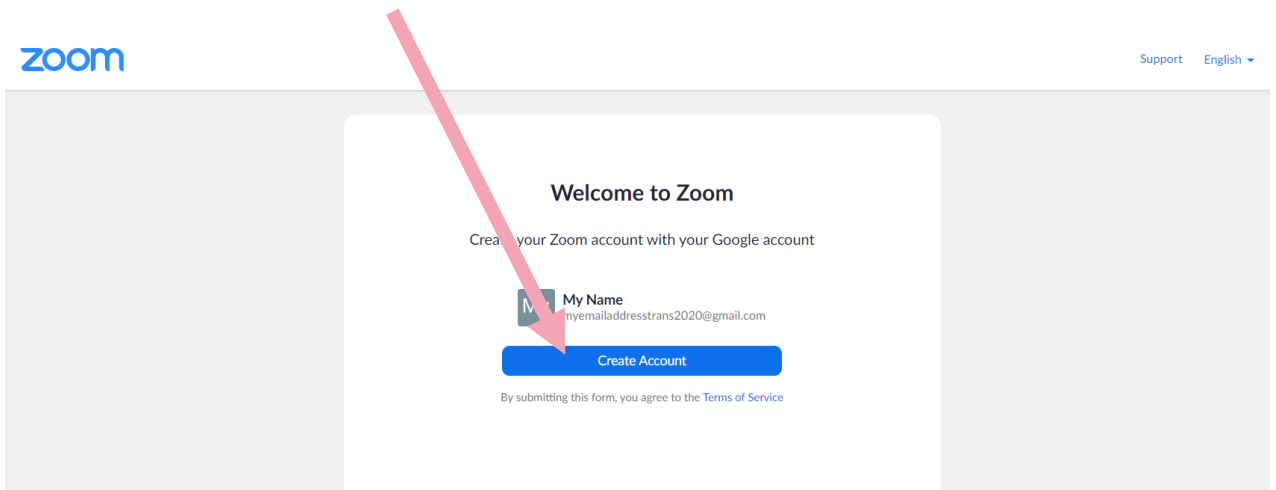 zoom
Support English
Welcome to Zoom
Create your Zoom account with your Google account
My Name
myemailaddresstrans2020@gmail.com
Create Account
By submitting this form, you agree to the Terms of Service